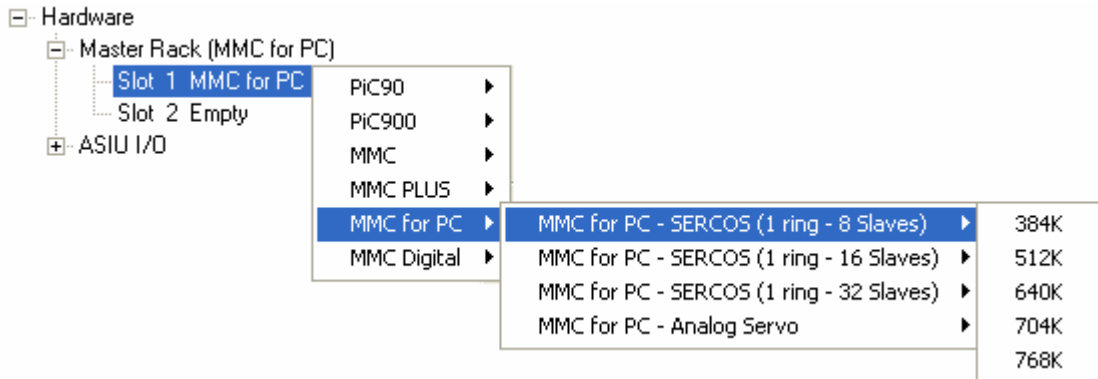 Hardware
Master Rack (MMC for PC)
Slot 1 MMC for PC
Slot 2 Empty
ASIU I/O
PiC90
PiC900
MMC
MMC PLUS
MMC for PC
MMC Digital
MMC for PC - SERCOS (1 ring - 8 Slaves)
MMC for PC - SERCOS (1 ring - 16 Slaves)
MMC for PC - SERCOS (1 ring - 32 Slaves)
MMC for PC - Analog Servo
384K
512K
640K
704K
768K